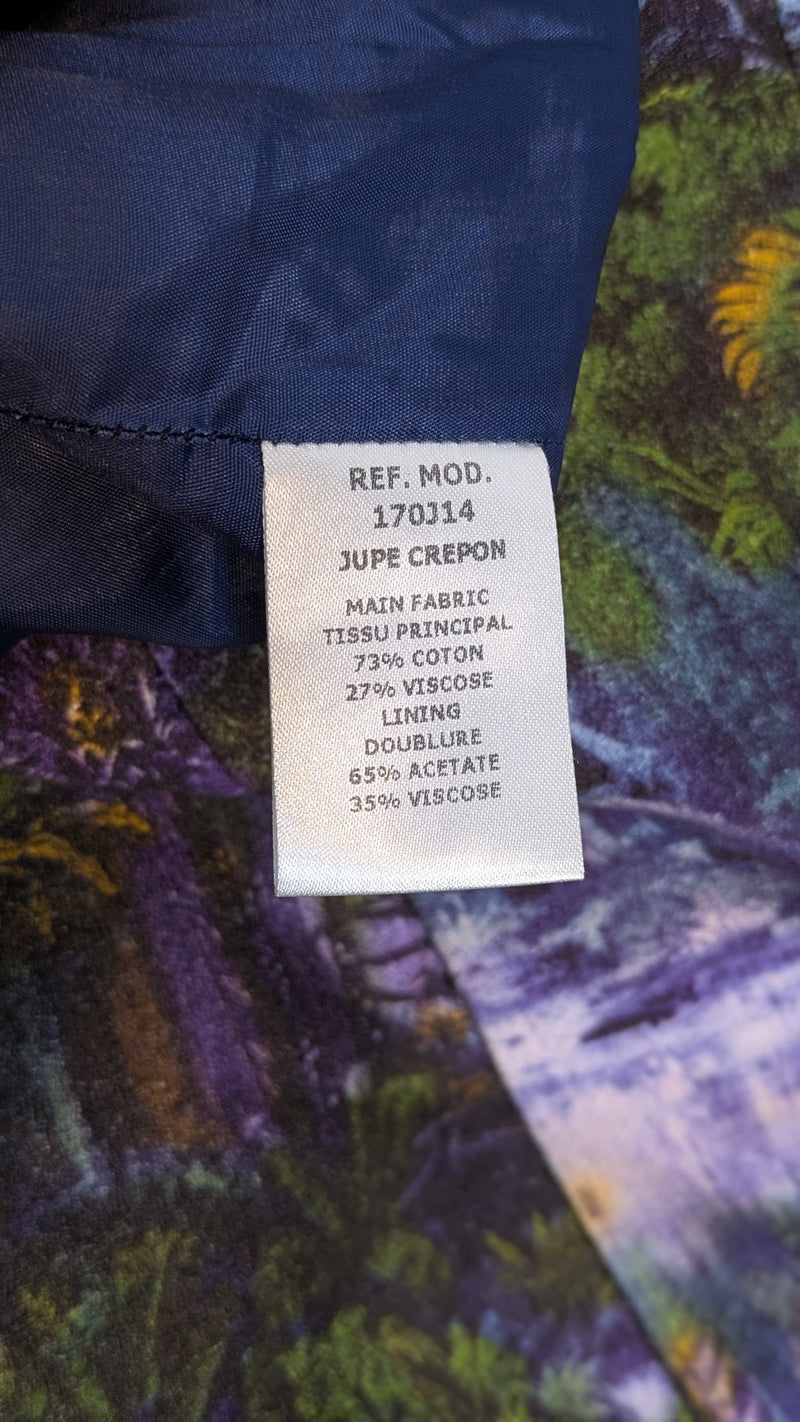 REF. MOD.
170J14
JUPE CREPON
MAIN FABRIC
TISSU PRINCIPAL
73% COTON
27% VISCOSE
LINING
DOUBLURE
65% ACETATE
35% VISCOSE